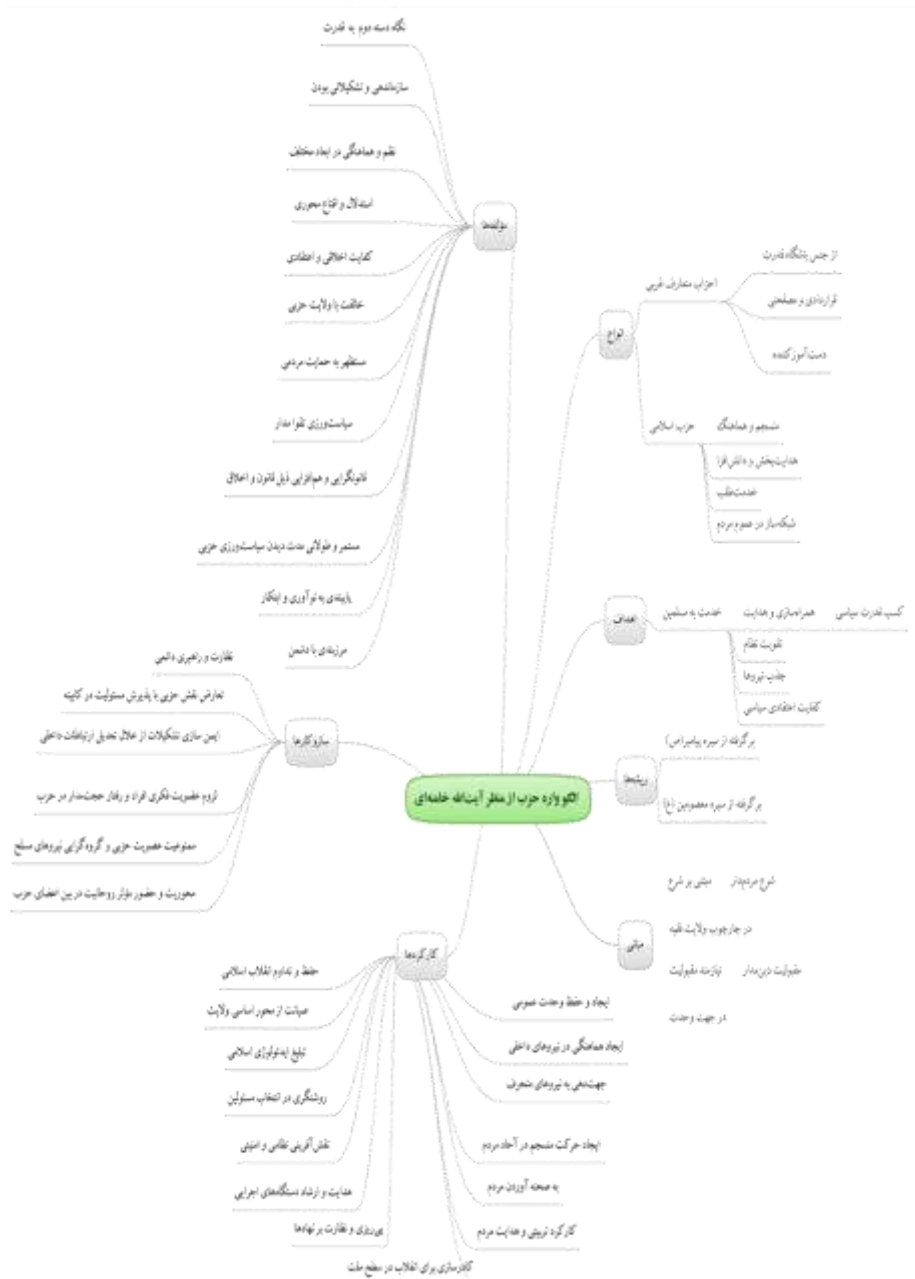 الگو واره حزب از منظر آیت‌الله خامنه‌ای
انواع
احزاب متعارف غربی
از جنس باشگاه قدرت
قراردادی و مصلحتی
دست‌آموز کننده
حزب اسلامی
منسجم و هماهنگ
هدایت‌بخش و دانش‌افزا
خدمت‌طلب
شبکه‌ساز در عموم مردم
اهداف
خدمت به مسلمین
همراه‌سازی و هدایت
کسب قدرت سیاسی
تقویت نظام
جذب نیروها
کفایت اعتقادی سیاسی
ریشه‌ها
برگرفته از سیره پیامبر(ص)
برگرفته از سیره معصومین (ع)
مبانی
مبتنی بر شرع
شرع مردم‌دار
در چارچوب ولایت فقیه
نیازمند مقبولیت
مقبولیت دین‌مدار
در جهت وحدت
مؤلفه‌ها
نگاه دسته دوم به قدرت
سازماندهی و تشکیلاتی بودن
نظم و هماهنگی در ابعاد مختلف
استدلال و اقناع محوری
کفایت اخلاقی و اعتقادی
مخالفت با ولایت حزبی
مستظهر به حمایت مردمی
سیاست‌ورزی تقوا مدار
قانونگرایی و هم‌افزایی ذیل قانون و اخلاق
مستمر و طولانی مدت دیدن سیاست‌ورزی حزبی
پایبندی به نوآوری و ابتکار
مرزبندی با دشمن
سازوکارها
نظارت و راهبری دائمی
تعارض نقش حزبی با پذیرش مسئولیت در کابینه
ایمن سازی تشکیلات از خلال تعدیل ارتباطات داخلی
لزوم عضویت فکری افراد و رفتار حجت‌مدار در حزب
ممنوعیت عضویت حزبی و گروه‌گرایی نیروهای مسلح
محوریت و حضور مؤثر روحانیت در بین اعضای حزب
کارکردها
حفظ و تداوم انقلاب اسلامی
صیانت از محور اساسی ولایت
تبلیغ ایدئولوژی اسلامی
روشنگری در انتخاب مسئولین
نقش‌آفرینی نظامی و امنیتی
هدایت و ارشاد دستگاه‌های اجرایی
پی‌ریزی و نظارت بر نهادها
کادرسازی برای انقلاب در سطح ملت
ایجاد و حفظ وحدت عمومی
ایجاد هماهنگی در نیروهای داخلی
جهت‌دهی به نیروهای منحرف
ایجاد حرکت منسجم در آحاد مردم
به صحنه آوردن مردم
کارکرد تربیتی و هدایت مردم